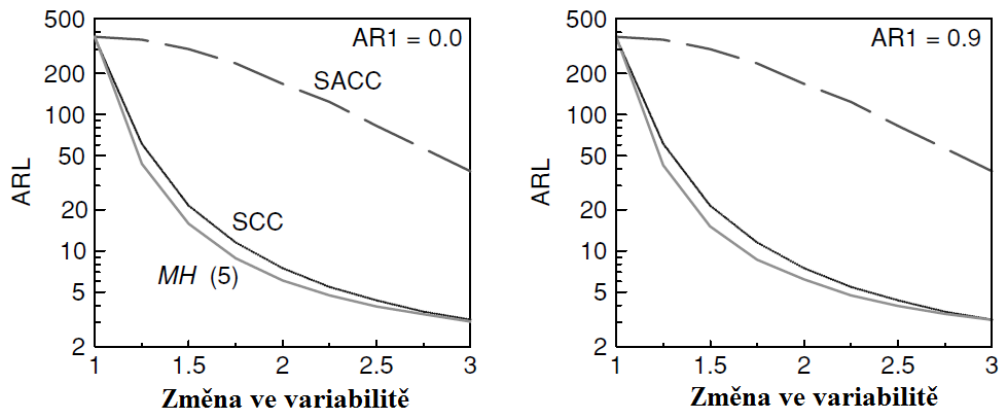 500
200
100
50
20
10
5
2
ARL
AR1 = 0.0
SACC
SCC
MH (5)
1 1.5 2 2.5 3
Změna ve variabilitě
500
200
100
50
20
10
5
2
ARL
AR1 = 0.9
1 1.5 2 2.5 3
Změna ve variabilitě